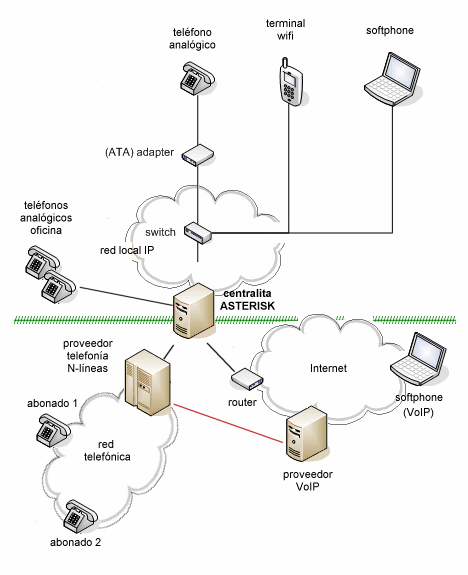 teléfono
analógico
terminal
wifi
softphone
(ATA) adapter
teléfonos
analógicos
oficina
switch
red local IP
centralita
ASTERISK
proveedor
telefonía
N-líneas
Internet
router
softphone
(VoIP)
abonado 1
red
telefónica
proveedor
VoIP
abonado 2